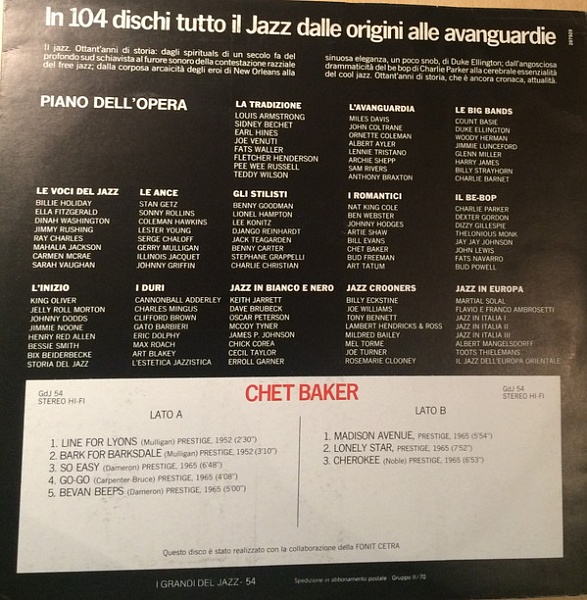 In 104 dischi tutto il Jazz dalle origini alle avanguardie
Il jazz. Ottant'anni di storia: dagli spirituals di un secolo fa del
profondo sud schiavista al furore sonoro della contestazione razziale
del free jazz; dalla corposa arcaicità degli eroi di New Orleans alla
sinuosa eleganza, un poco snob, di Duke Ellington; dall'angosciosa
drammaticità del be bop di Charlie Parker alla cerebrale essenzialità
del cool jazz. Ottant'anni di storia, che è ancora cronaca, attualità.
PIANO DELL'OPERA
LA TRADIZIONE
LOUIS ARMSTRONG
SIDNEY BECHET
EARL HINES
JOE VENUTI
FATS WALLER
FLETCHER HENDERSON
PEE WEE RUSSELL
TEDDY WILSON
L'AVANGUARDIA
MILES DAVIS
JOHN COLTRANE
ORNETTE COLEMAN
ALBERT AYLER
LENNIE TRISTANO
ARCHIE SHEPP
SAM RIVERS
ANTHONY BRAXTON
LE BIG BANDS
COUNT BASIE
DUKE ELLINGTON
WOODY HERMAN
JIMMIE LUNCEFORD
GLENN MILLER
HARRY JAMES
BILLY STRAYHORN
CHARLIE BARNET
LE VOCI DEL JAZZ
BILLIE HOLIDAY
ELLA FITZGERALD
DINAH WASHINGTON
JIMMY RUSHING
RAY CHARLES
MAHALIA JACKSON
CARMEN MCRAE
SARAH VAUGHAN
LE ANCE
STAN GETZ
SONNY ROLLINS
COLEMAN HAWKINS
LESTER YOUNG
SERGE CHALOFF
GERRY MULLIGAN
ILLINOIS JACQUET
JOHNNY GRIFFIN
GLI STILISTI
BENNY GOODMAN
LIONEL HAMPTON
LEE KONITZ
DJANGO REINHARDT
JACK TEAGARDEN
BENNY CARTER
STEPHANE GRAPPELLI
CHARLIE CHRISTIAN
I ROMANTICI
NAT KING COLE
BEN WEBSTER
JOHNNY HODGES
ARTIE SHAW
BILL EVANS
CHET BAKER
BUD FREEMAN
ART TATUM
IL BE-BOP
CHARLIE PARKER
DEXTER GORDON
DIZZY GILLESPIE
THELONIOUS MONK
JAY JAY JOHNSON
JOHN LEWIS
FATS NAVARRO
BUD POWELL
L'INIZIO
KING OLIVER
JELLY ROLL MORTON
JOHNNY DODDS
JIMMIE NOONE
HENRY RED ALLEN
BESSIE SMITH
BIX BEIDERBECKE
STORIA DEL JAZZ
I DURI
CANNONBALL ADDERLEY
CHARLES MINGUS
CLIFFORD BROWN
GATO BARBIERI
ERIC DOLPHY
MAX ROACH
ART BLAKEY
L'ESTETICA JAZZISTICA
JAZZ IN BIANCO E NERO
KEITH JARRETT
DAVE BRUBECK
OSCAR PETERSON
MCCOY TYNER
JAMES P. JOHNSON
CHICK COREA
CECIL TAYLOR
ERROLL GARNER
JAZZ CROONERS
BILLY ECKSTINE
JOE WILLIAMS
TONY BENNETT
LAMBERT HENDRICKS & ROSS
MILDRED BAILEY
MEL TORME
JOE TURNER
ROSEMARIE CLOONEY
JAZZ IN EUROPA
MARTIAL SOLAL
FLAVIO E FRANCO AMBROSETTI
JAZZ IN ITALIA I
JAZZ IN ITALIA II
JAZZ IN ITALIA III
ALBERT MANGELSDORFF
TOOTS THIELEMANS
IL JAZZ DELL'EUROPA ORIENTALE
GdJ 54
STEREO HI-FI
CHET BAKER
GdJ 54
STEREO HI-FI
LATO A
1. LINE FOR LYONS (Mulligan) PRESTIGE, 1952 (2'30")
2. BARK FOR BARKSDALE (Mulligan) PRESTIGE, 1952 (3'10")
3. SO EASY (Dameron) PRESTIGE, 1965 (6'48")
4. GO-GO (Carpenter-Bruce) PRESTIGE, 1965 (4'08")
5. BEVAN BEEPS (Dameron) PRESTIGE, 1965 (5'00")
LATO B
1. MADISON AVENUE, PRESTIGE, 1965 (5'54")
2. LONELY STAR, PRESTIGE, 1965 (7'52")
3. CHEROKEE (Noble) PRESTIGE, 1965 (6'53")
Questo disco è stato realizzato con la collaborazione della FONIT CETRA
I GRANDI DEL JAZZ - 54
Spedizione in abbonamento postale - Gruppo II/70